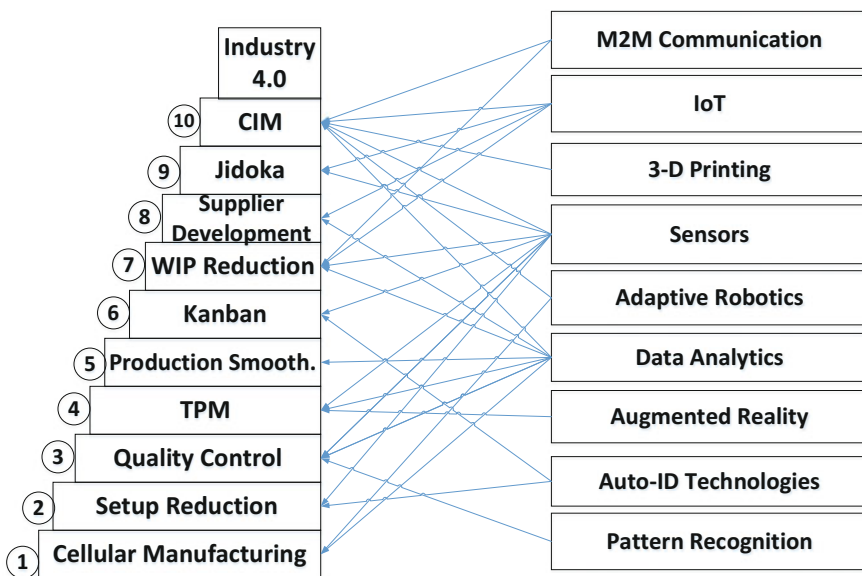 Industry
4.0
10
CIM
9
Jidoka
8
Supplier
Development
7
WIP Reduction
6
Kanban
5
Production Smooth.
4
TPM
3
Quality Control
2
Setup Reduction
1
Cellular Manufacturing
M2M Communication
IoT
3-D Printing
Sensors
Adaptive Robotics
Data Analytics
Augmented Reality
Auto-ID Technologies
Pattern Recognition